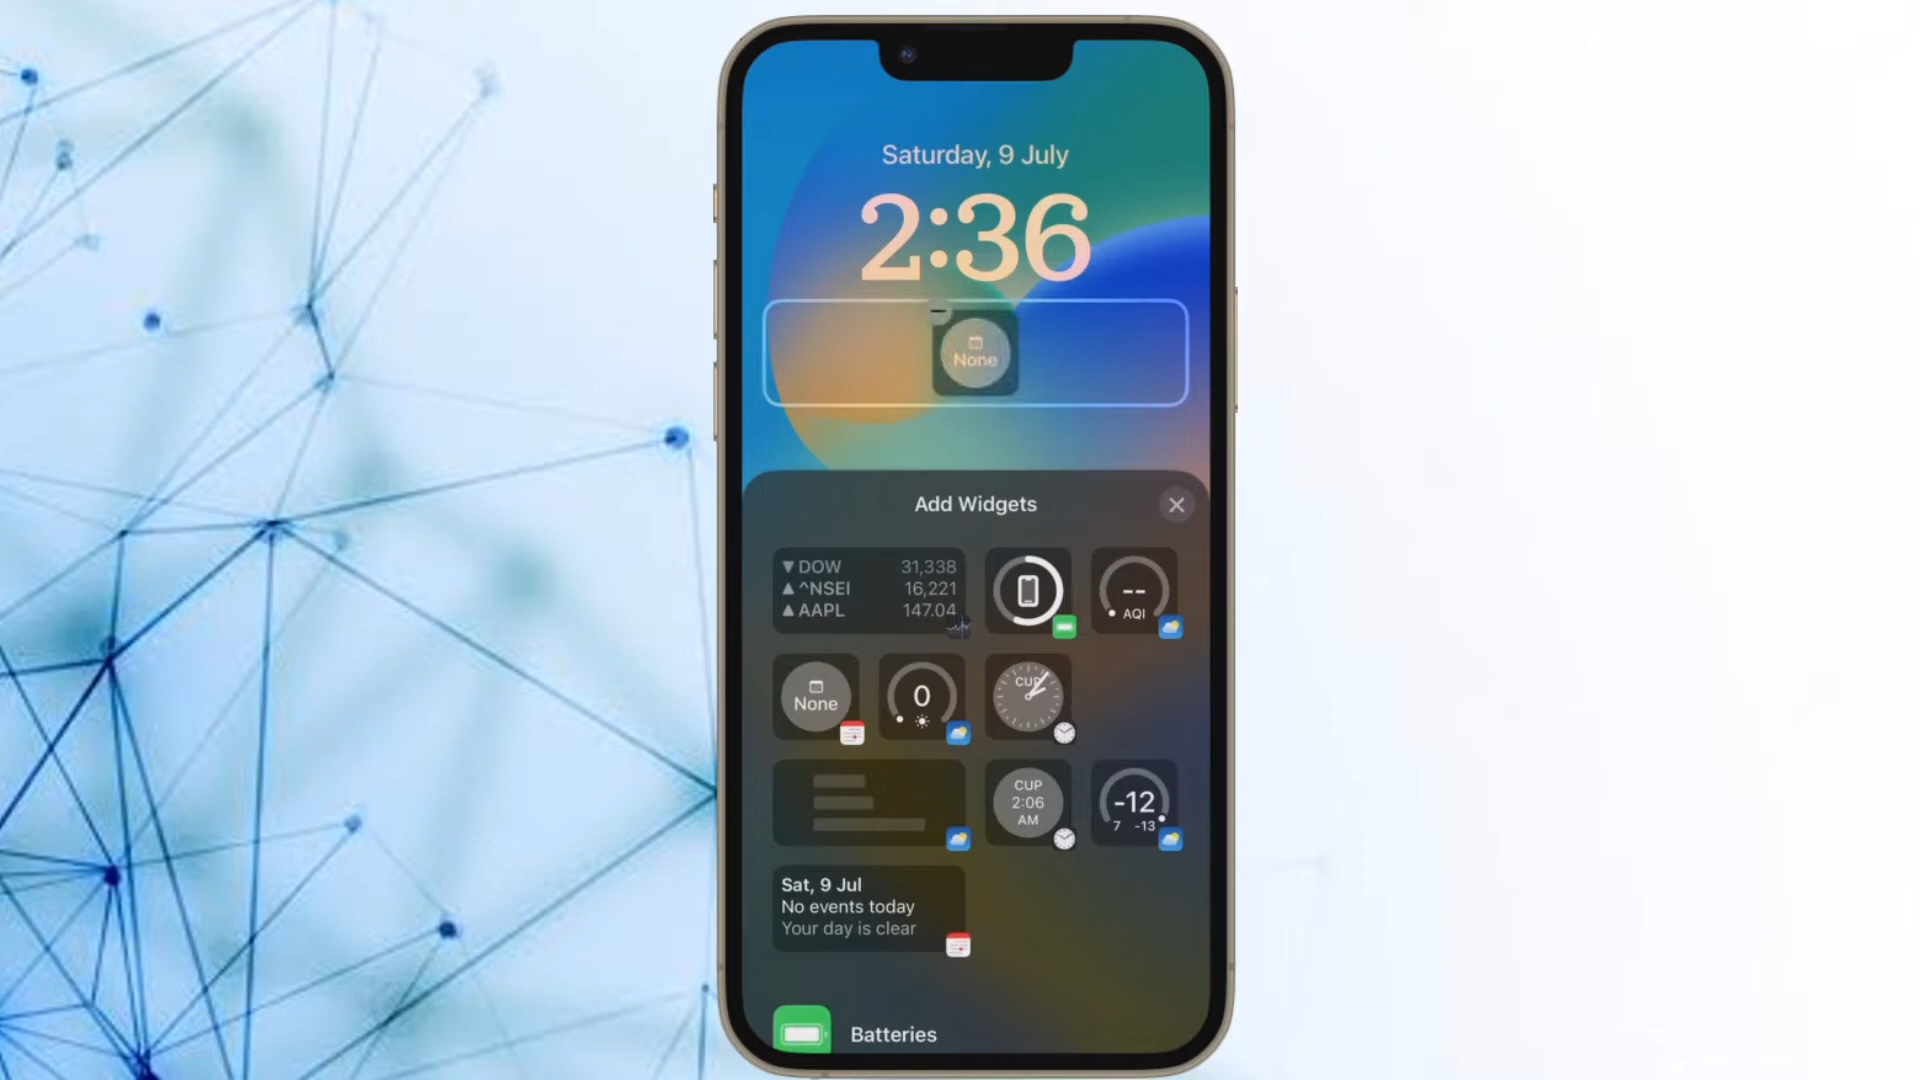 Saturday, 9 July
2:36
None
Add Widgets
▼ DOW 31,338
▲ ^NSEI 16,221
▲ AAPL 147.04
--
AQI
None
0
CUP
CUP
2:06
AM
-12
7 -13
Sat, 9 Jul
No events today
Your day is clear
Batteries